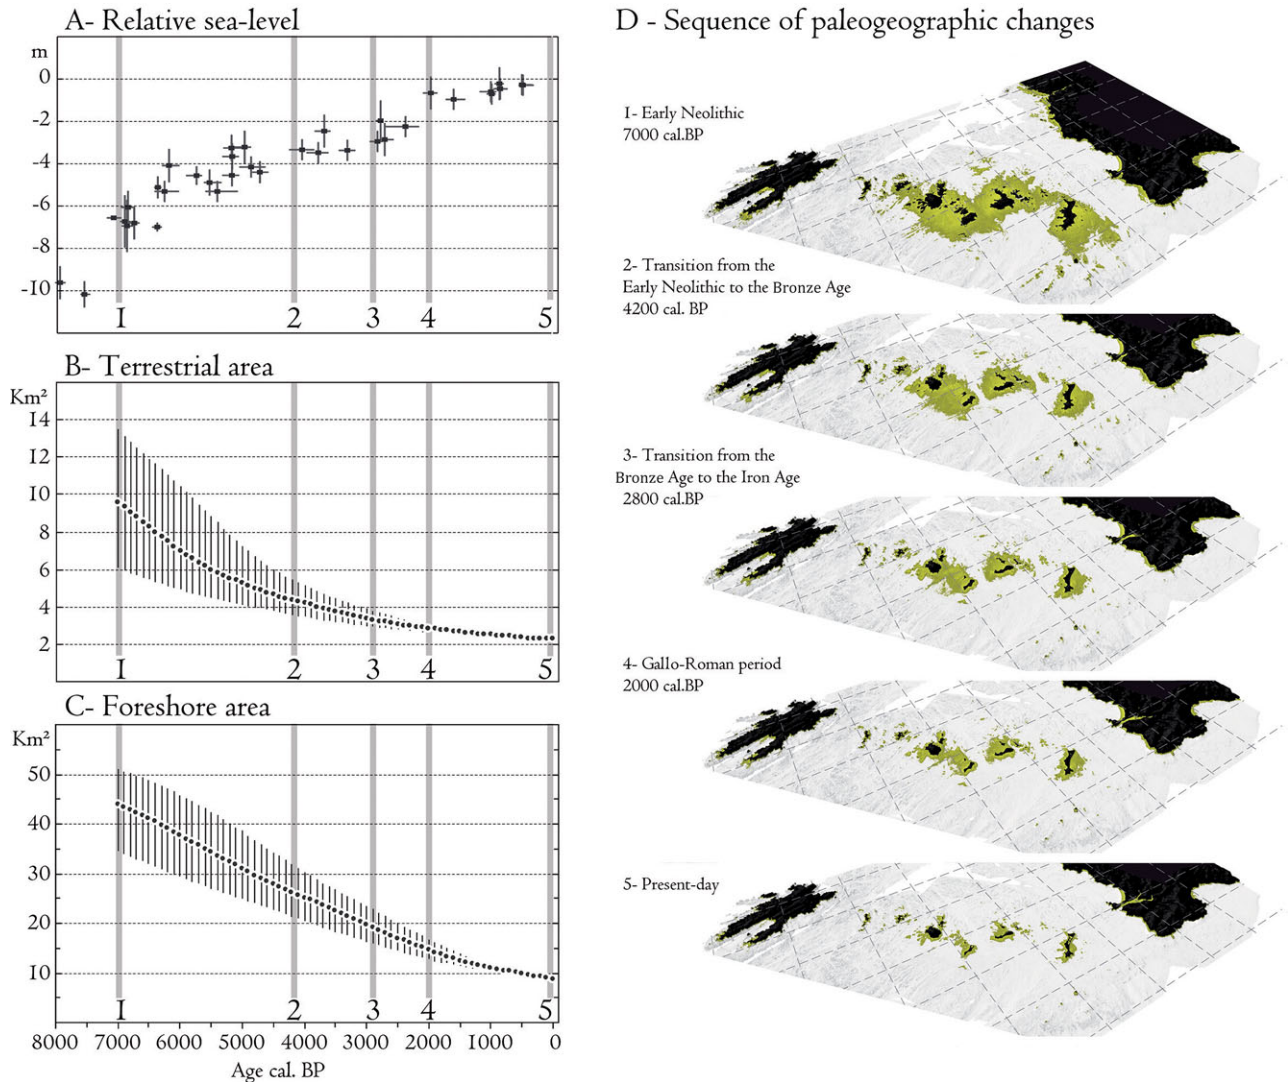 A- Relative sea-level
m
0
-2
-4
-6
-8
-10
1 2 3 4 5
B- Terrestrial area
Km²
14
12
10
8
6
4
2
1 2 3 4 5
C- Foreshore area
Km²
50
40
30
20
10
1 2 3 4 5
8000 7000 6000 5000 4000 3000 2000 1000 0
Age cal. BP
D - Sequence of paleogeographic changes
1- Early Neolithic
7000 cal.BP
2- Transition from the
Early Neolithic to the Bronze Age
4200 cal. BP
3- Transition from the
Bronze Age to the Iron Age
2800 cal.BP
4- Gallo-Roman period
2000 cal.BP
5- Present-day